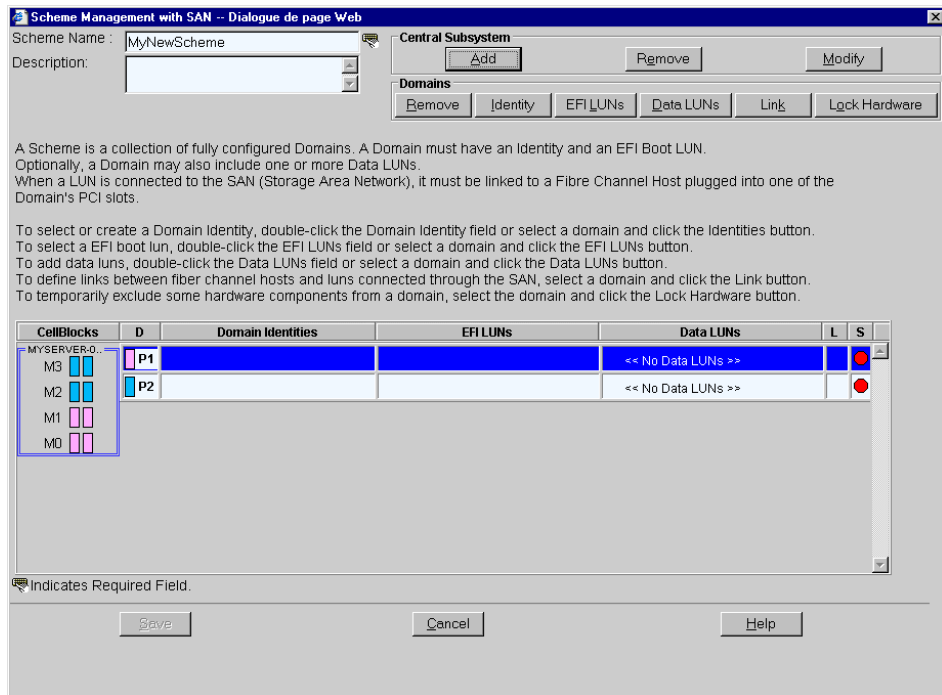 Scheme Management with SAN -- Dialogue de page Web
Scheme Name : MyNewScheme
Description:
Central Subsystem
Add Remove Modify
Domains
Remove Identity EFI LUNs Data LUNs Link Lock Hardware
A Scheme is a collection of fully configured Domains. A Domain must have an Identity and an EFI Boot LUN.
Optionally, a Domain may also include one or more Data LUNs.
When a LUN is connected to the SAN (Storage Area Network), it must be linked to a Fibre Channel Host plugged into one of the
Domain's PCI slots.
To select or create a Domain Identity, double-click the Domain Identity field or select a domain and click the Identities button.
To select a EFI boot lun, double-click the EFI LUNs field or select a domain and click the EFI LUNs button.
To add data luns, double-click the Data LUNs field or select a domain and click the Data LUNs button.
To define links between fiber channel hosts and luns connected through the SAN, select a domain and click the Link button.
To temporarily exclude some hardware components from a domain, select the domain and click the Lock Hardware button.
CellBlocks D Domain Identities EFI LUNs Data LUNs L S
MYSERVER-0..
P1 << No Data LUNs >>
M3
P2 << No Data LUNs >>
M2
M1
M0
Indicates Required Field.
Save Cancel Help